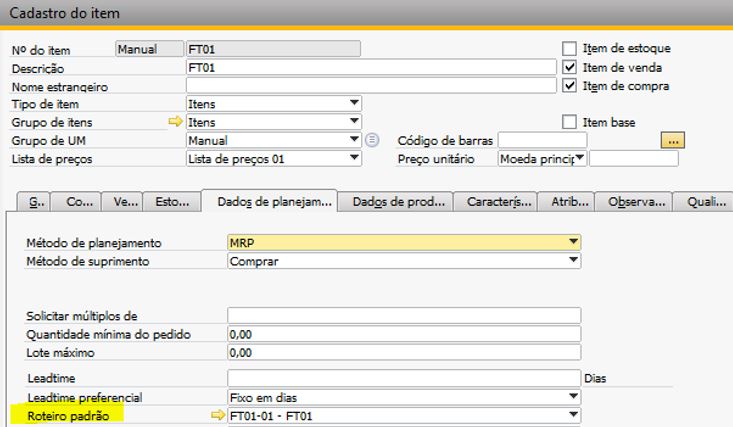 Cadastro do item
Nº do item Manual FT01 Item de estoque
Descrição FT01 Item de venda
Nome estrangeiro Item de compra
Tipo de item Itens
Grupo de itens Itens Item base
Grupo de UM Manual Código de barras ...
Lista de preços Lista de preços 01 Preço unitário Moeda princip
G.. Co... Ve... Esto... Dados de planejam... Dados de prod... Caracterís... Atrib... Observa... Quali...
Método de planejamento MRP
Método de suprimento Comprar
Solicitar múltiplos de
Quantidade mínima do pedido 0,00
Lote máximo 0,00
Leadtime Dias
Leadtime preferencial Fixo em dias
Roteiro padrão FT01-01 - FT01